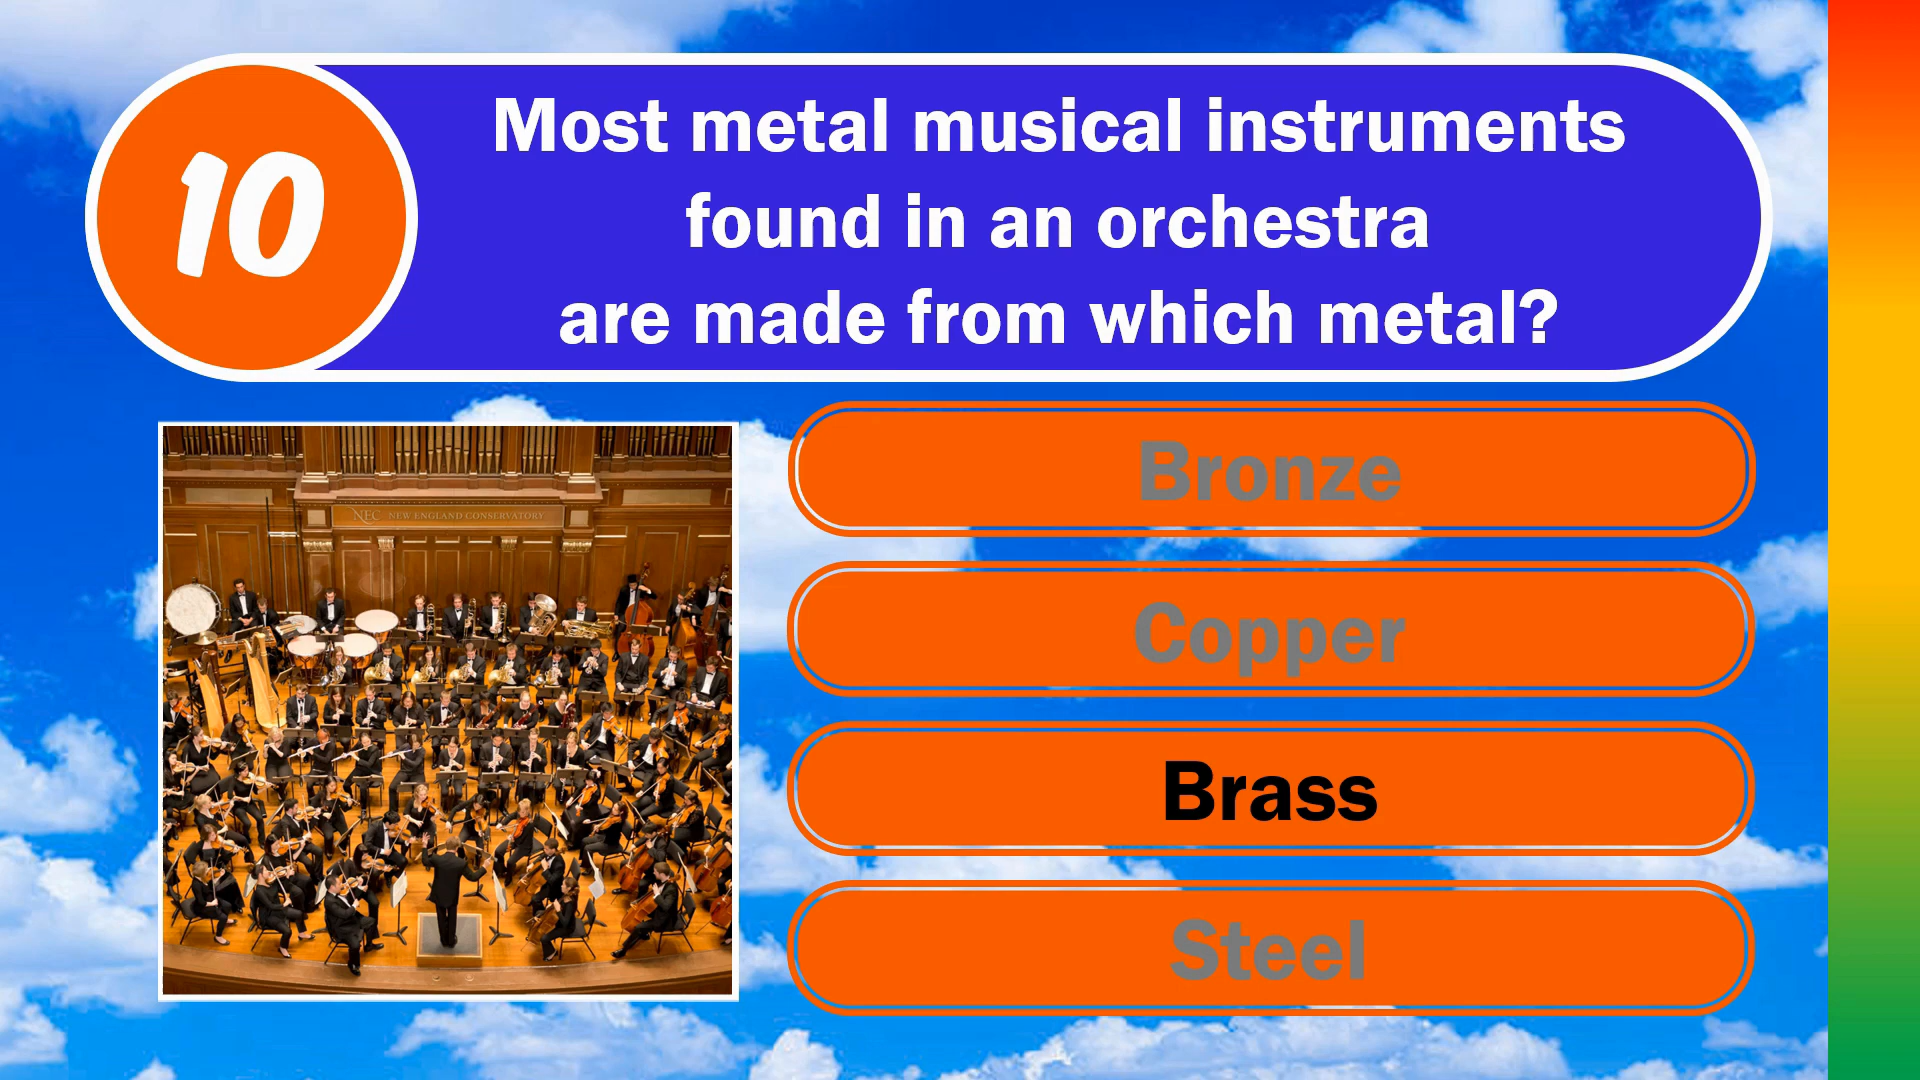 10
Most metal musical instruments
found in an orchestra
are made from which metal?
Bronze
NEC NEW ENGLAND CONSERVATORY
Copper
Brass
Steel